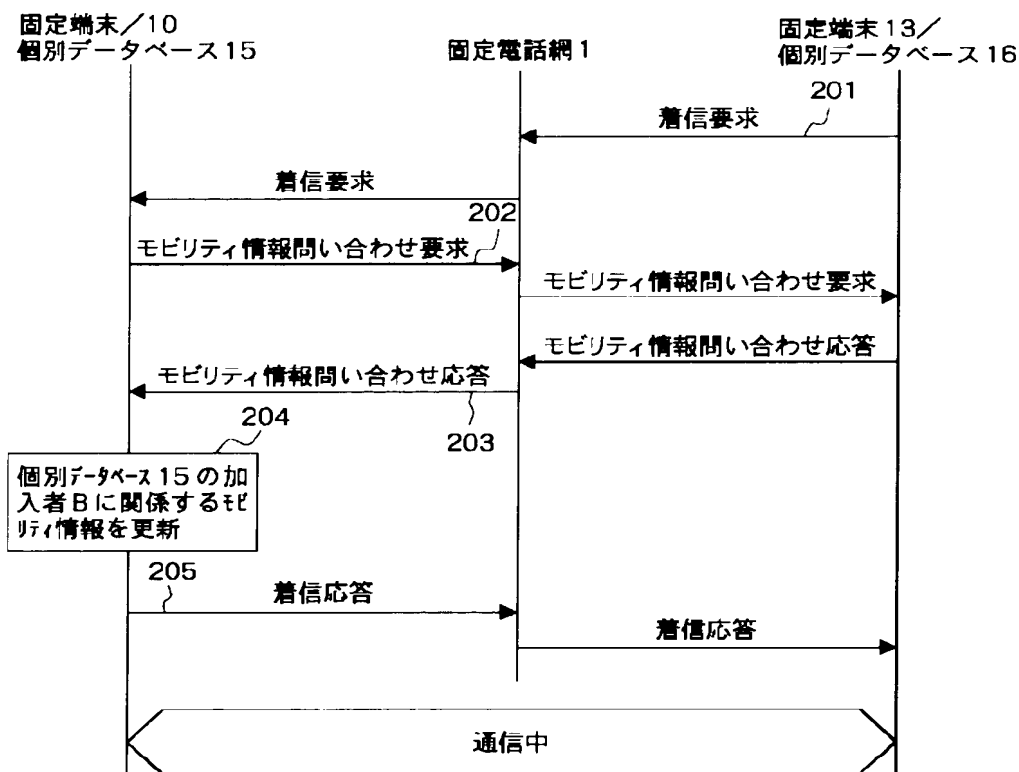 固定端末／10
個別データベース15
固定電話網1
固定端末13／
個別データベース16
201
着信要求
着信要求
202
モビリティ情報問い合わせ要求
モビリティ情報問い合わせ要求
モビリティ情報問い合わせ応答
モビリティ情報問い合わせ応答
203
204
個別ﾃﾞｰﾀﾍﾞｰｽ15の加
入者Bに関係するﾓﾋﾞ
ﾘﾃｨ情報を更新
205
着信応答
着信応答
通信中